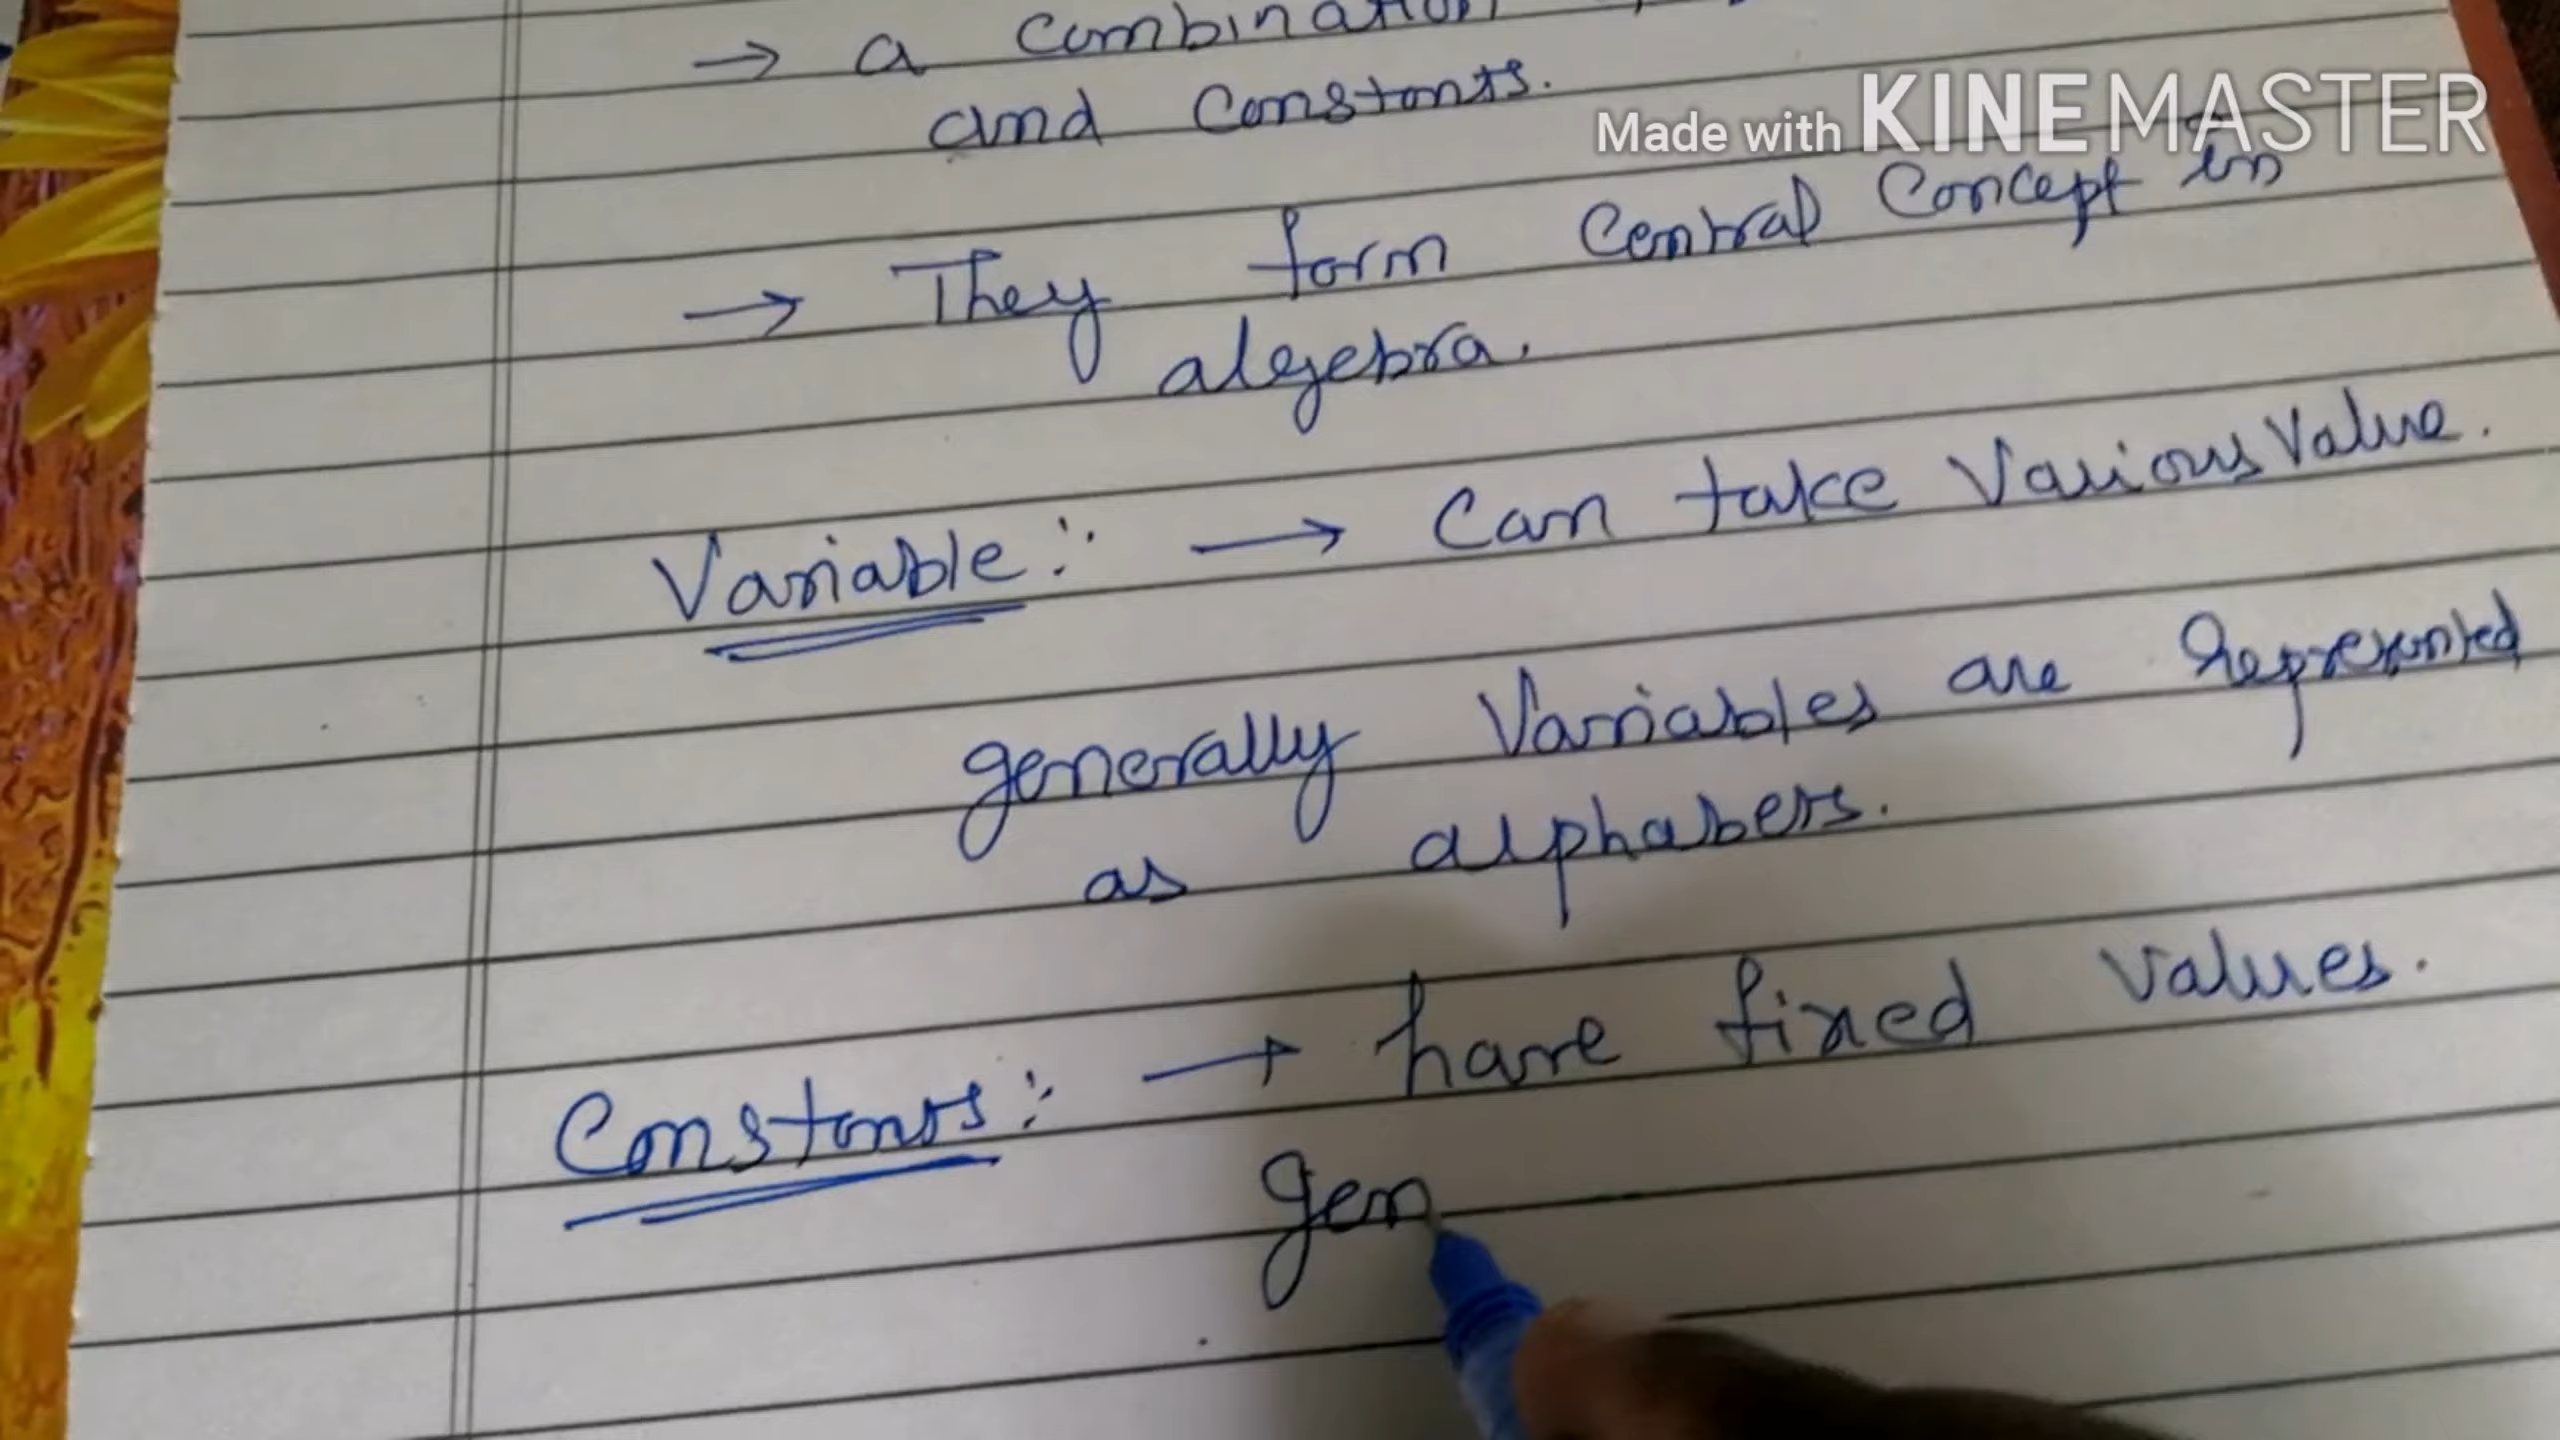 → a combination
and constants.
Made with KINEMASTER
→ They form Central Concept in
algebra.
Variable :→ Can take Various Value.
generally Variables are represented
as alphabets.
Constants :→ have fixed values.
gen